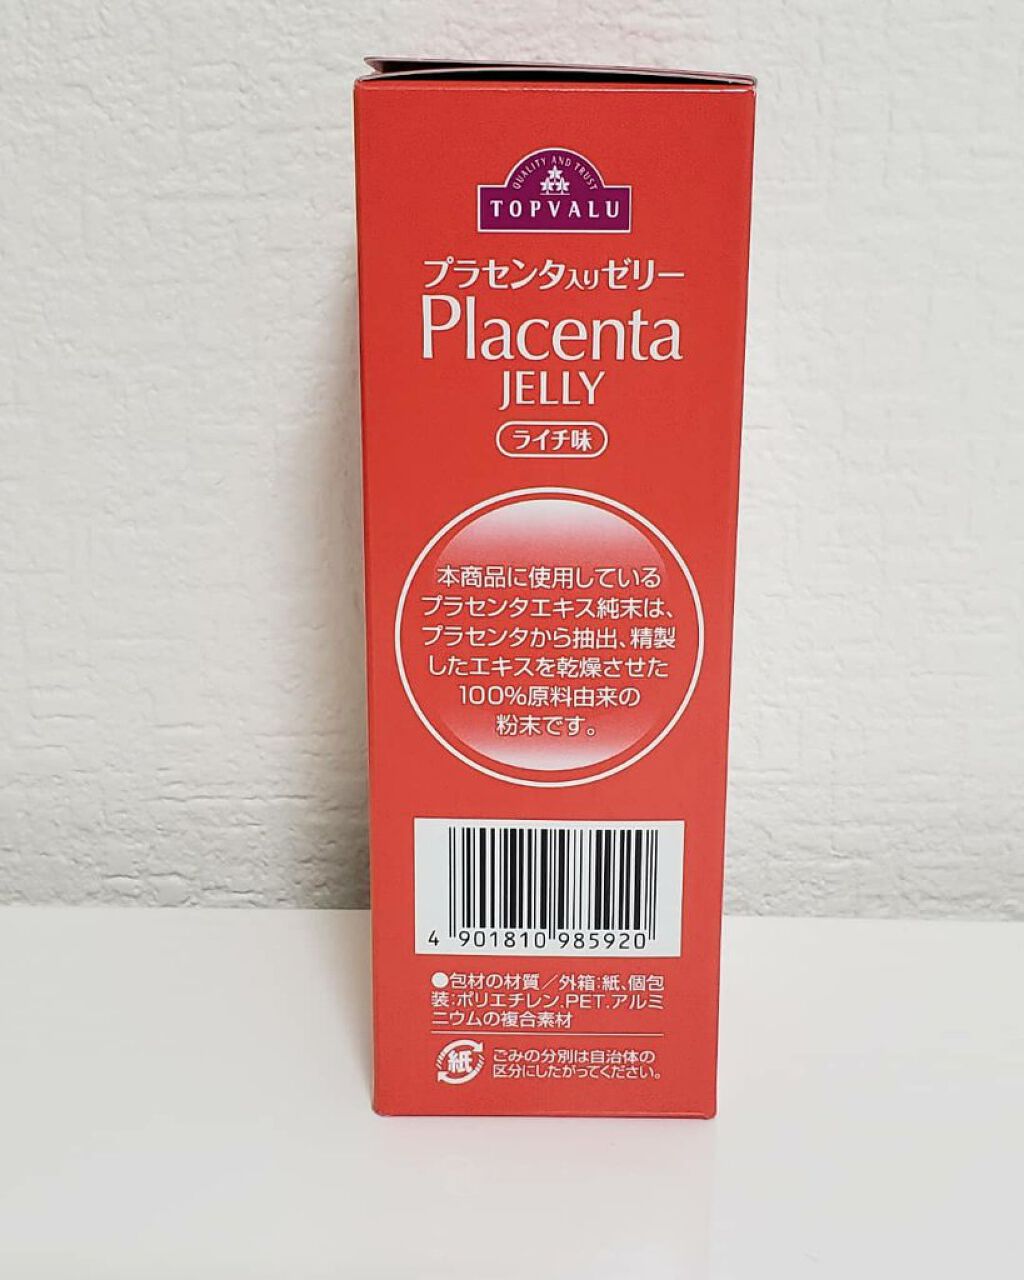 QUALITY AND TRUST
TOPVALU
プラセンタ入りゼリー
Placenta
JELLY
ライチ味
本商品に使用している
プラセンタエキス純末は、
プラセンタから抽出、精製
したエキスを乾燥させた
100%原料由来の
粉末です。
4 901810 985920
●包材の材質／外箱:紙、個包
装:ポリエチレン.PET.アルミ
ニウムの複合素材
紙
ごみの分別は自治体の
区分にしたがってください。